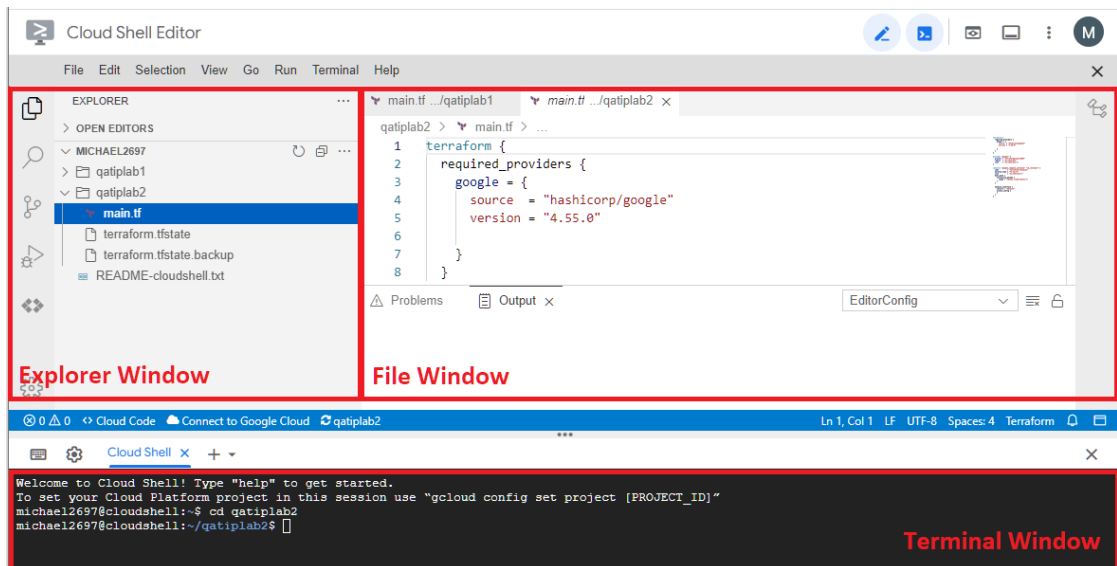 Cloud Shell Editor
M
File Edit Selection View Go Run Terminal Help
EXPLORER
OPEN EDITORS
MICHAEL2697
qatiplab1
qatiplab2
main.tf
terraform.tfstate
terraform.tfstate.backup
README-cloudshell.txt
Explorer Window
main.tf .../qatiplab1 main.tf .../qatiplab2
qatiplab2 > main.tf > ...
1 terraform {
2 required_providers {
3 google = {
4 source = "hashicorp/google"
5 version = "4.55.0"
6
7 }
8 }
Problems Output EditorConfig
File Window
0 0 Cloud Code Connect to Google Cloud qatiplab2 Ln 1, Col 1 LF UTF-8 Spaces: 4 Terraform
Cloud Shell
Welcome to Cloud Shell! Type "help" to get started.
To set your Cloud Platform project in this session use “gcloud config set project [PROJECT_ID]”
michael2697@cloudshell:~$ cd qatiplab2
michael2697@cloudshell:~/qatiplab2$
Terminal Window